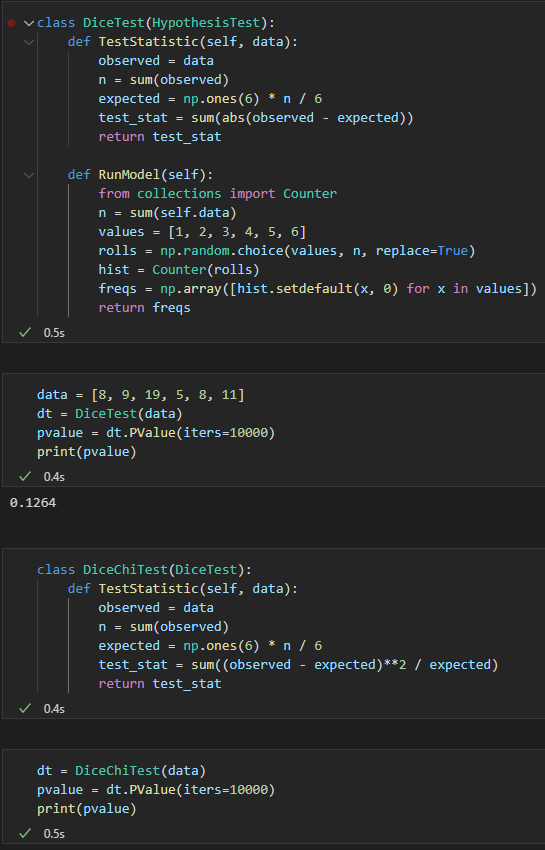 class DiceTest(HypothesisTest):
    def TestStatistic(self, data):
        observed = data
        n = sum(observed)
        expected = np.ones(6) * n / 6
        test_stat = sum(abs(observed - expected))
        return test_stat
    def RunModel(self):
        from collections import Counter
        n = sum(self.data)
        values = [1, 2, 3, 4, 5, 6]
        rolls = np.random.choice(values, n, replace=True)
        hist = Counter(rolls)
        freqs = np.array([hist.setdefault(x, 0) for x in values])
        return freqs
0.5s
data = [8, 9, 19, 5, 8, 11]
dt = DiceTest(data)
pvalue = dt.PValue(iters=10000)
print(pvalue)
0.4s
0.1264
class DiceChiTest(DiceTest):
    def TestStatistic(self, data):
        observed = data
        n = sum(observed)
        expected = np.ones(6) * n / 6
        test_stat = sum((observed - expected)**2 / expected)
        return test_stat
0.4s
dt = DiceChiTest(data)
pvalue = dt.PValue(iters=10000)
print(pvalue)
0.5s